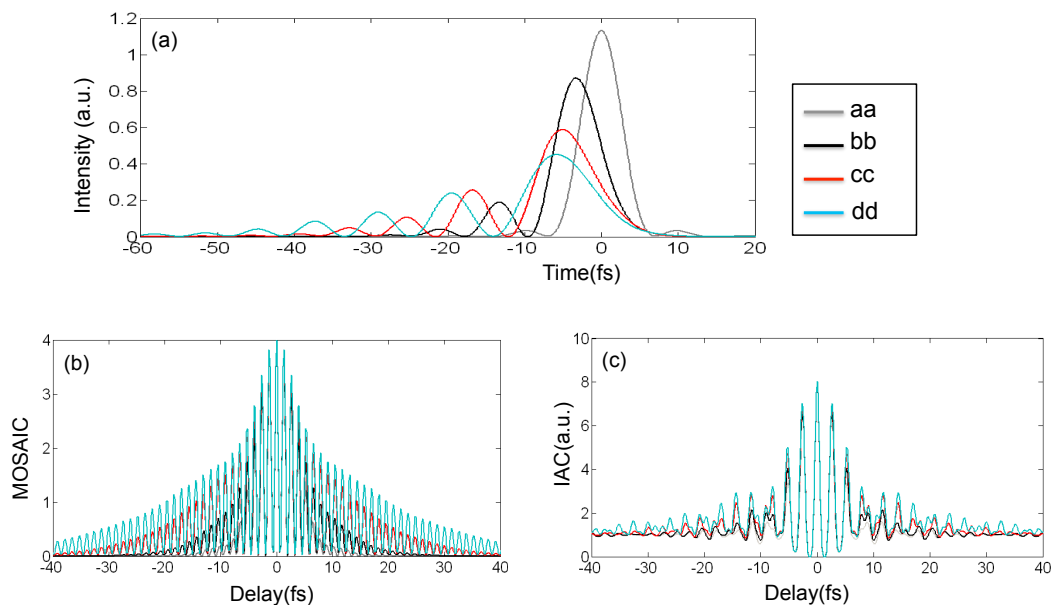 (a)
Intensity (a.u.)
1.2
1
0.8
0.6
0.4
0.2
0
-60 -50 -40 -30 -20 -10 0 10 20
Time(fs)
aa
bb
cc
dd
(b)
MOSAIC
4
3
2
1
0
-40 -30 -20 -10 0 10 20 30 40
Delay(fs)
(c)
IAC(a.u.)
10
8
6
4
2
0
-40 -30 -20 -10 0 10 20 30 40
Delay(fs)